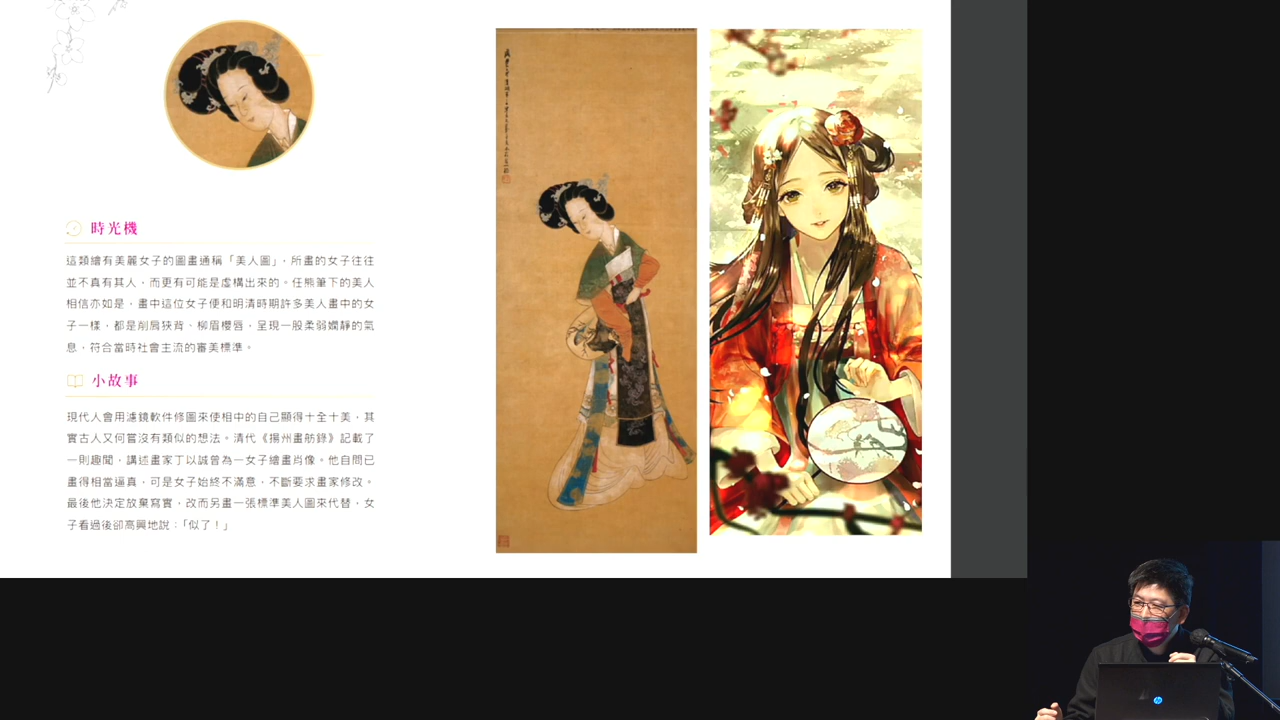 時光機
這類繪有美麗女子的圖畫通稱「美人圖」，所畫的女子往往
並不真有其人，而更有可能是虛構出來的。任熊筆下的美人
相信亦如是，畫中這位女子便和明清時期許多美人畫中的女
子一樣，都是削肩狹背、柳眉櫻唇，呈現一股柔弱嫻靜的氣
息，符合當時社會主流的審美標準。
小故事
現代人會用濾鏡軟件修圖來使相中的自己顯得十全十美，其
實古人又何嘗沒有類似的想法。清代《揚州畫舫錄》記載了
一則趣聞，講述畫家丁以誠曾為一女子繪畫肖像。他自問已
畫得相當逼真，可是女子始終不滿意，不斷要求畫家修改。
最後他決定放棄寫實，改而另畫一張標準美人圖來代替，女
子看過後卻高興地說：「似了！」
hp